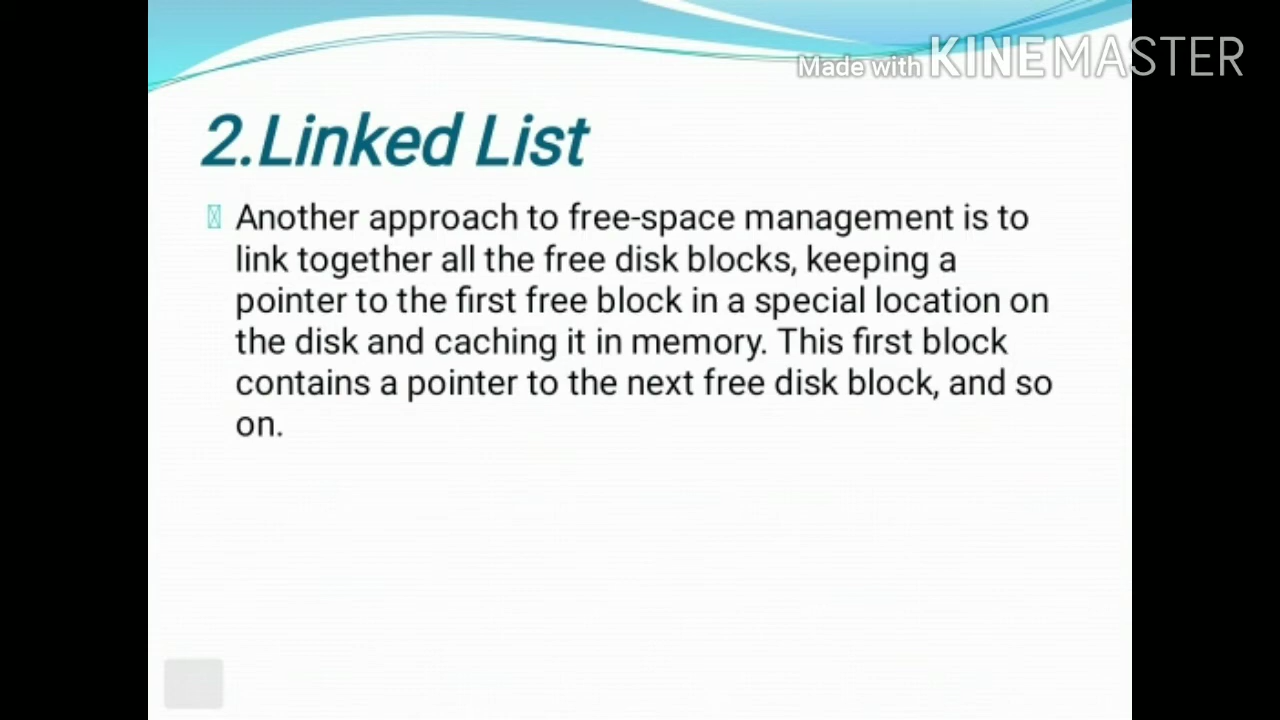 Made with KINEMASTER
2.Linked List
Another approach to free-space management is to
link together all the free disk blocks, keeping a
pointer to the first free block in a special location on
the disk and caching it in memory. This first block
contains a pointer to the next free disk block, and so
on.